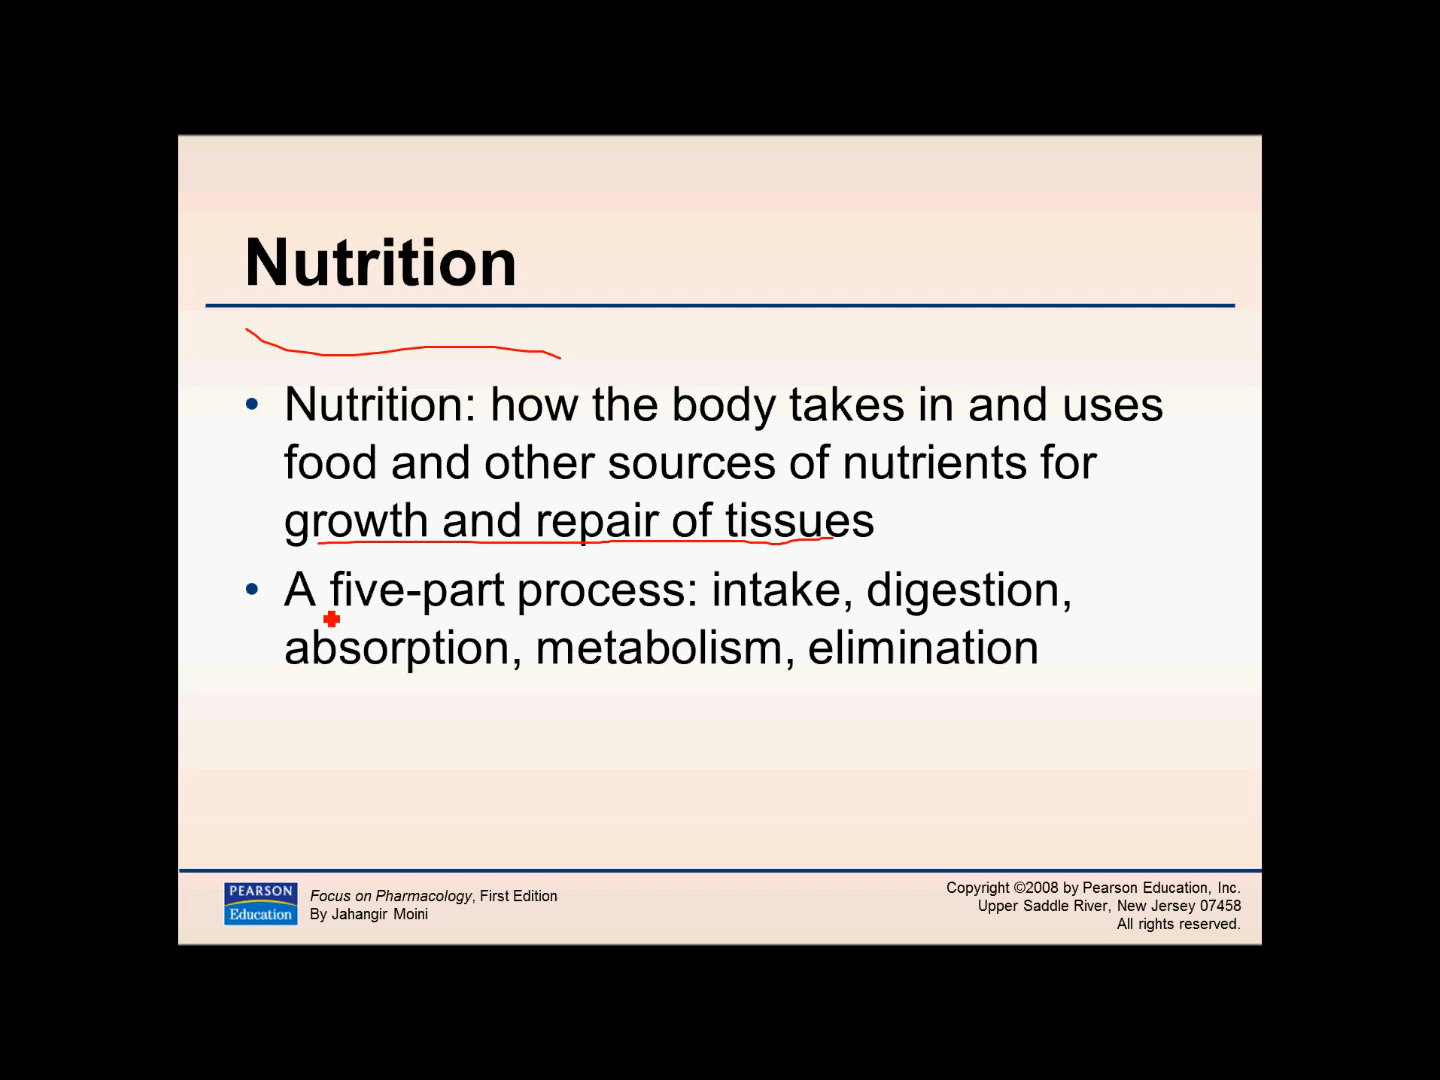 Nutrition
• Nutrition: how the body takes in and uses
food and other sources of nutrients for
growth and repair of tissues
• A five-part process: intake, digestion,
absorption, metabolism, elimination
PEARSON
Education
Focus on Pharmacology, First Edition
By Jahangir Moini
Copyright ©2008 by Pearson Education, Inc.
Upper Saddle River, New Jersey 07458
All rights reserved.